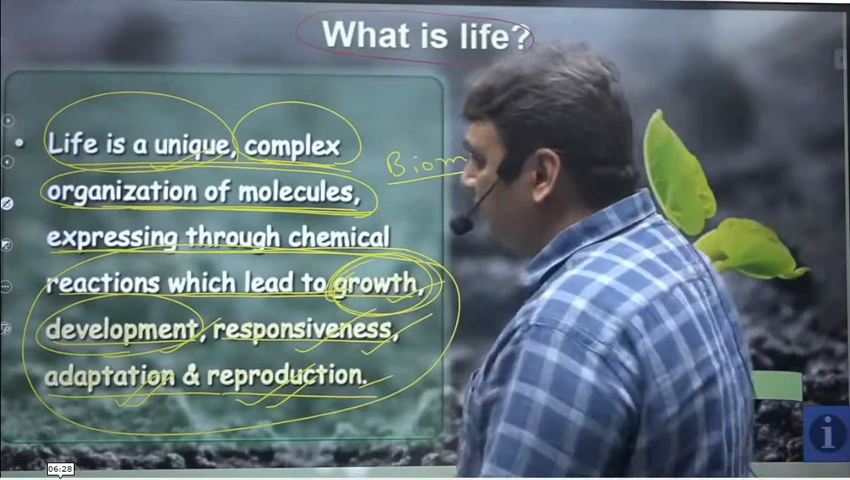 What is life?
• Life is a unique, complex
organization of molecules,
expressing through chemical
reactions which lead to growth,
development, responsiveness,
adaptation & reproduction.
i
06:28